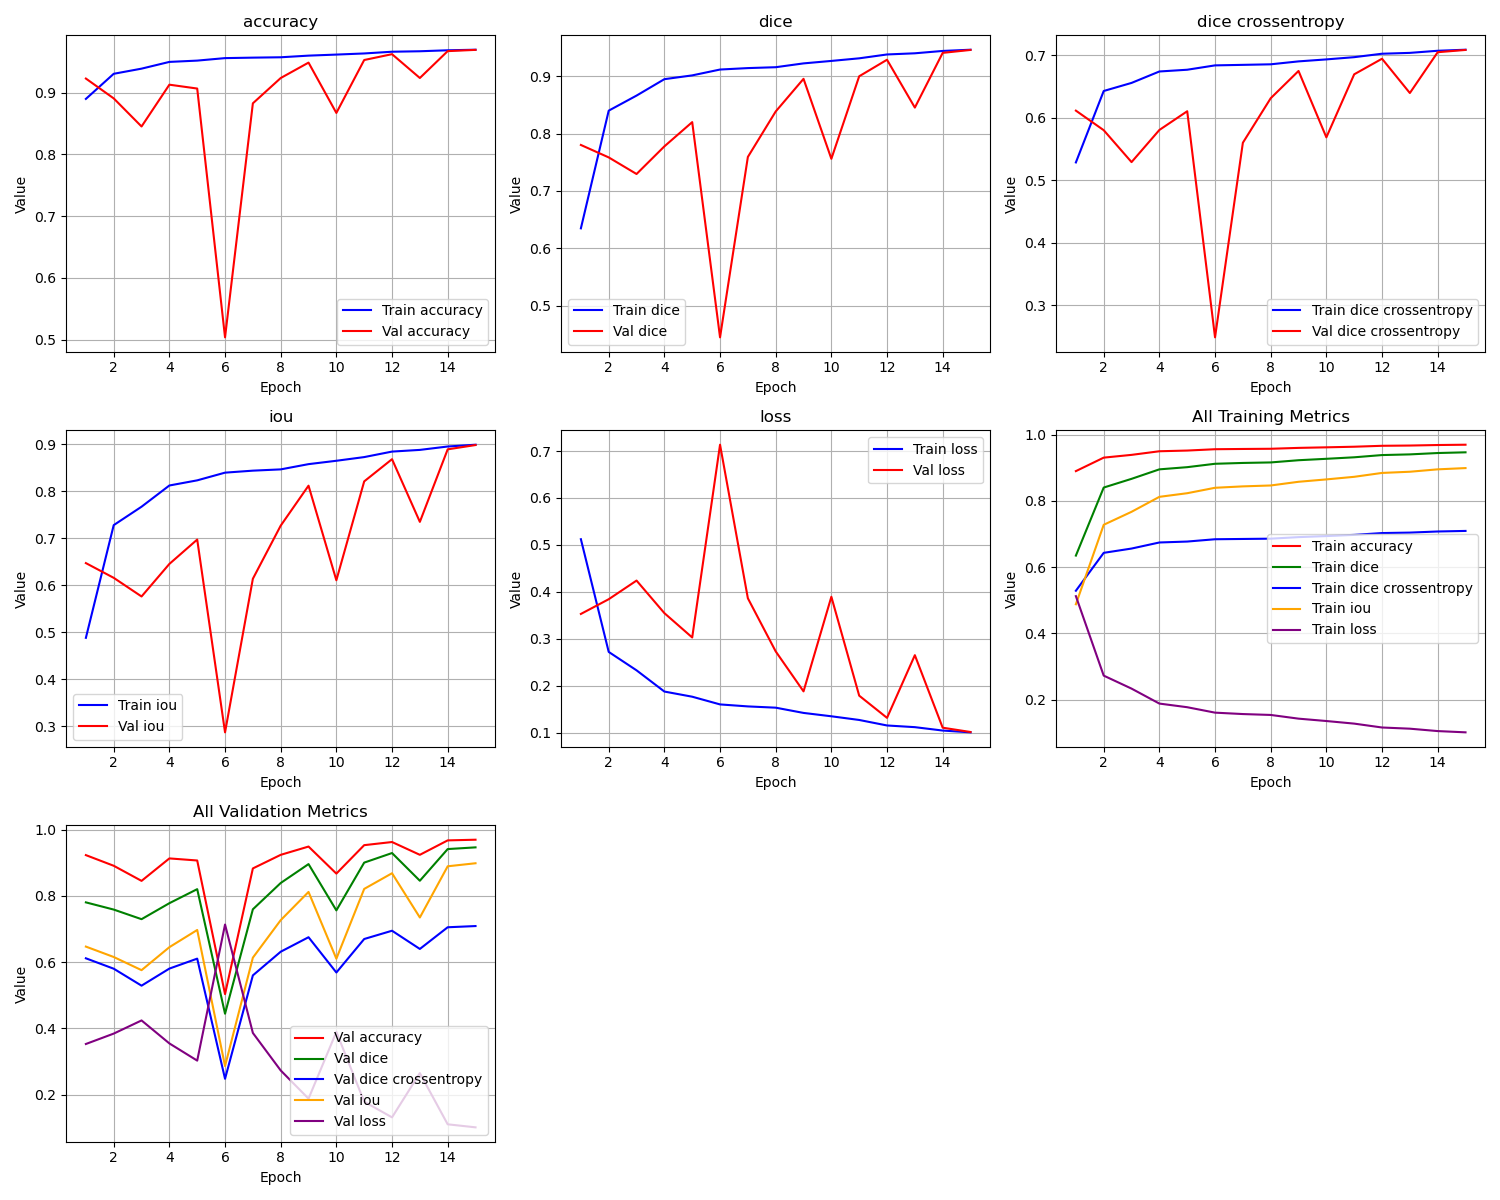 accuracy
Value
0.9
0.8
0.7
0.6
0.5
Train accuracy
Val accuracy
2 4 6 8 10 12 14
Epoch
dice
Value
0.9
0.8
0.7
0.6
0.5
Train dice
Val dice
2 4 6 8 10 12 14
Epoch
dice crossentropy
Value
0.7
0.6
0.5
0.4
0.3
Train dice crossentropy
Val dice crossentropy
2 4 6 8 10 12 14
Epoch
iou
Value
0.9
0.8
0.7
0.6
0.5
0.4
0.3
Train iou
Val iou
2 4 6 8 10 12 14
Epoch
loss
Value
0.7
0.6
0.5
0.4
0.3
0.2
0.1
Train loss
Val loss
2 4 6 8 10 12 14
Epoch
All Training Metrics
Value
1.0
0.8
0.6
0.4
0.2
Train accuracy
Train dice
Train dice crossentropy
Train iou
Train loss
2 4 6 8 10 12 14
Epoch
All Validation Metrics
Value
1.0
0.8
0.6
0.4
0.2
Val accuracy
Val dice
Val dice crossentropy
Val iou
Val loss
2 4 6 8 10 12 14
Epoch